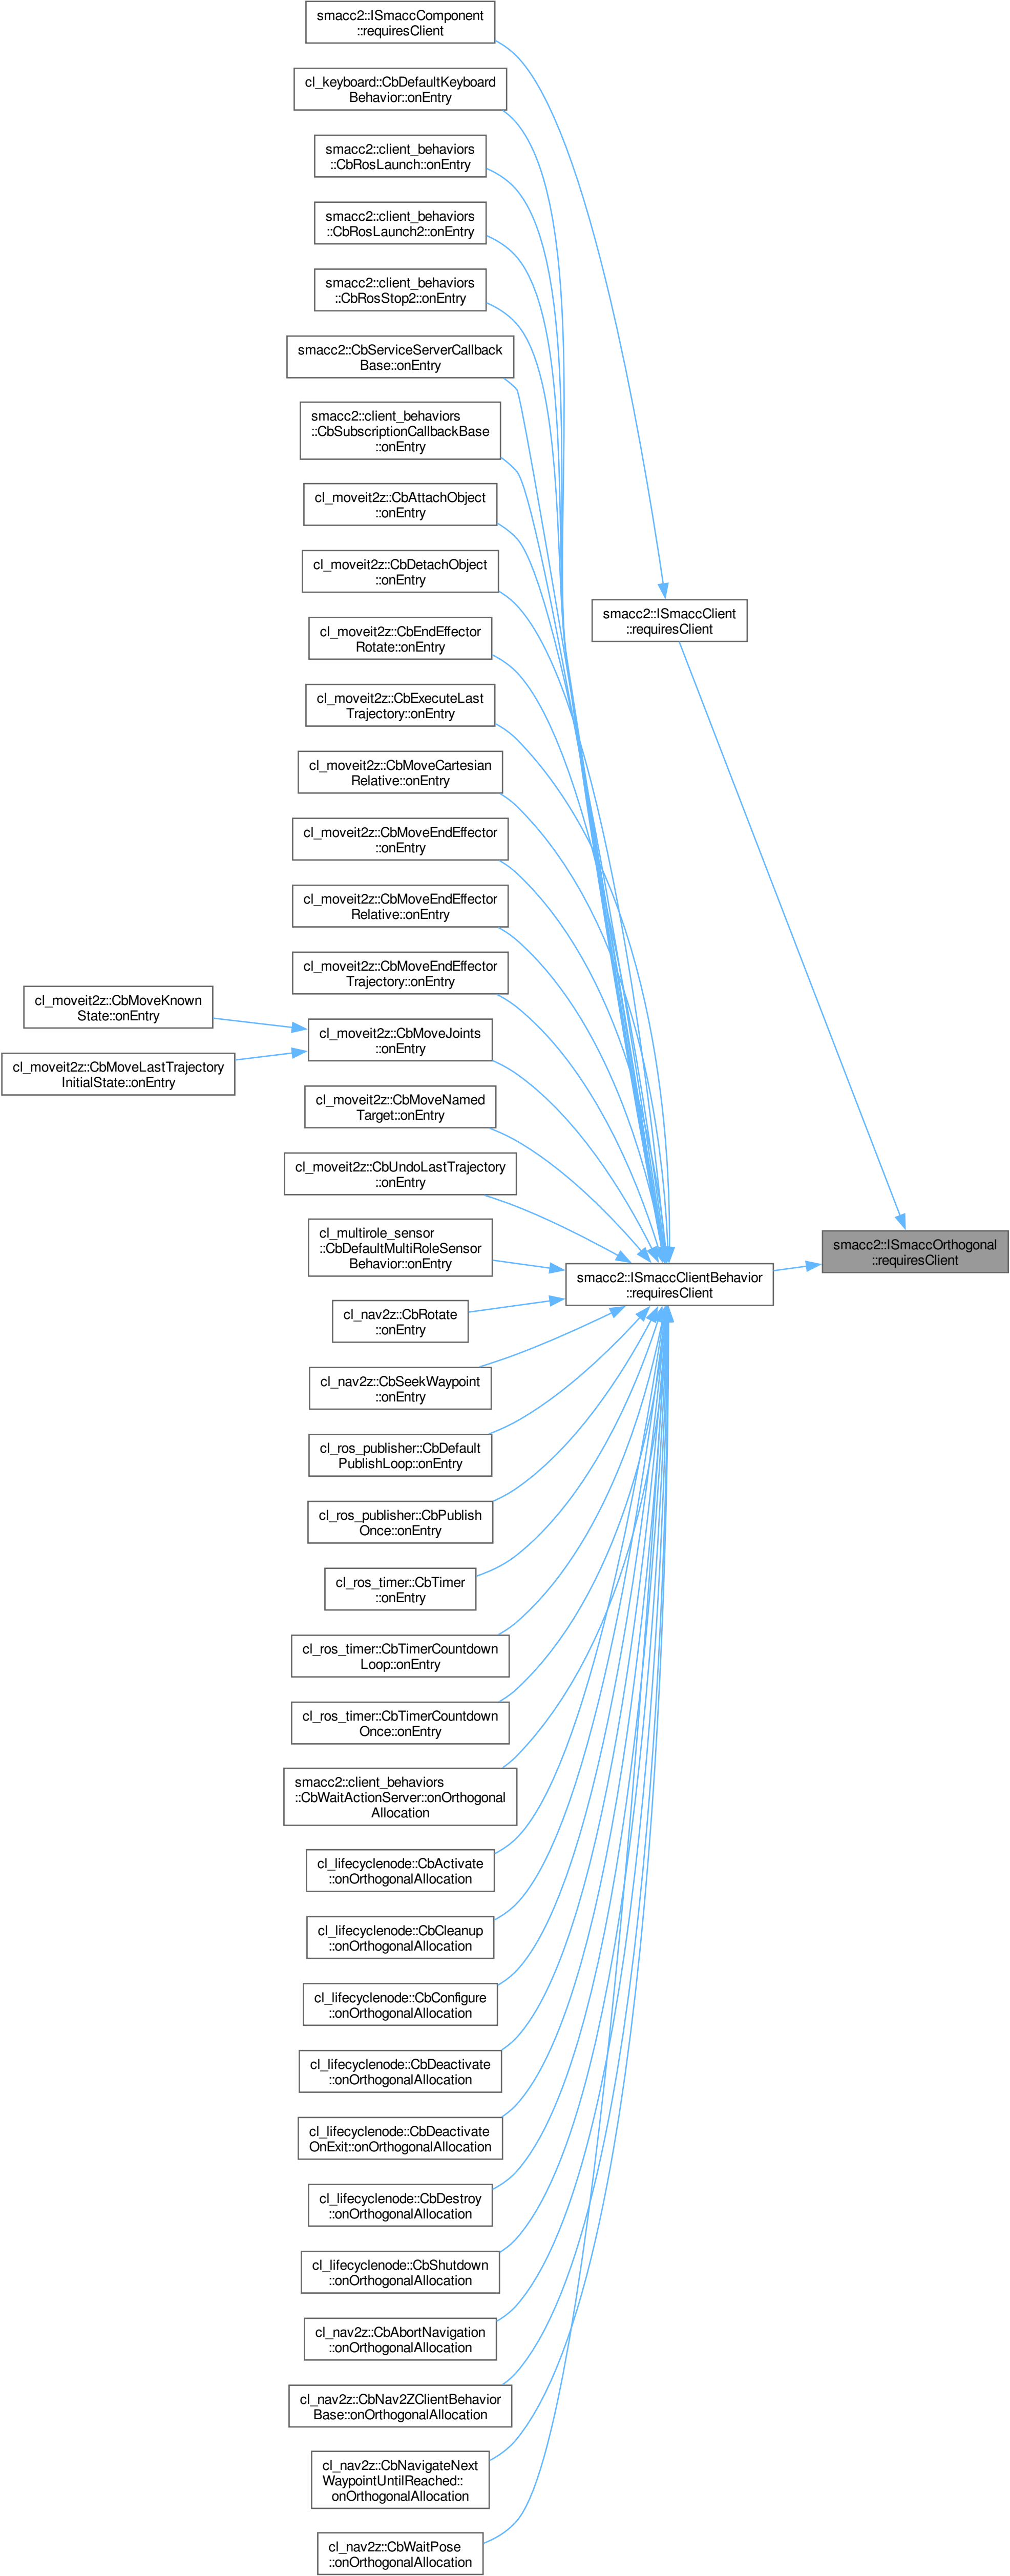 smacc2::ISmaccComponent
::requiresClient
cl_keyboard::CbDefaultKeyboard
Behavior::onEntry
smacc2::client_behaviors
::CbRosLaunch::onEntry
smacc2::client_behaviors
::CbRosLaunch2::onEntry
smacc2::client_behaviors
::CbRosStop2::onEntry
smacc2::CbServiceServerCallback
Base::onEntry
smacc2::client_behaviors
::CbSubscriptionCallbackBase
::onEntry
cl_moveit2z::CbAttachObject
::onEntry
cl_moveit2z::CbDetachObject
::onEntry
smacc2::ISmaccClient
::requiresClient
cl_moveit2z::CbEndEffector
Rotate::onEntry
cl_moveit2z::CbExecuteLast
Trajectory::onEntry
cl_moveit2z::CbMoveCartesian
Relative::onEntry
cl_moveit2z::CbMoveEndEffector
::onEntry
cl_moveit2z::CbMoveEndEffector
Relative::onEntry
cl_moveit2z::CbMoveEndEffector
Trajectory::onEntry
cl_moveit2z::CbMoveKnown
State::onEntry
cl_moveit2z::CbMoveJoints
::onEntry
cl_moveit2z::CbMoveLastTrajectory
InitialState::onEntry
cl_moveit2z::CbMoveNamed
Target::onEntry
cl_moveit2z::CbUndoLastTrajectory
::onEntry
cl_multirole_sensor
::CbDefaultMultiRoleSensor
Behavior::onEntry
smacc2::ISmaccOrthogonal
::requiresClient
smacc2::ISmaccClientBehavior
::requiresClient
cl_nav2z::CbRotate
::onEntry
cl_nav2z::CbSeekWaypoint
::onEntry
cl_ros_publisher::CbDefault
PublishLoop::onEntry
cl_ros_publisher::CbPublish
Once::onEntry
cl_ros_timer::CbTimer
::onEntry
cl_ros_timer::CbTimerCountdown
Loop::onEntry
cl_ros_timer::CbTimerCountdown
Once::onEntry
smacc2::client_behaviors
::CbWaitActionServer::onOrthogonal
Allocation
cl_lifecyclenode::CbActivate
::onOrthogonalAllocation
cl_lifecyclenode::CbCleanup
::onOrthogonalAllocation
cl_lifecyclenode::CbConfigure
::onOrthogonalAllocation
cl_lifecyclenode::CbDeactivate
::onOrthogonalAllocation
cl_lifecyclenode::CbDeactivate
OnExit::onOrthogonalAllocation
cl_lifecyclenode::CbDestroy
::onOrthogonalAllocation
cl_lifecyclenode::CbShutdown
::onOrthogonalAllocation
cl_nav2z::CbAbortNavigation
::onOrthogonalAllocation
cl_nav2z::CbNav2ZClientBehavior
Base::onOrthogonalAllocation
cl_nav2z::CbNavigateNext
WaypointUntilReached::
onOrthogonalAllocation
cl_nav2z::CbWaitPose
::onOrthogonalAllocation